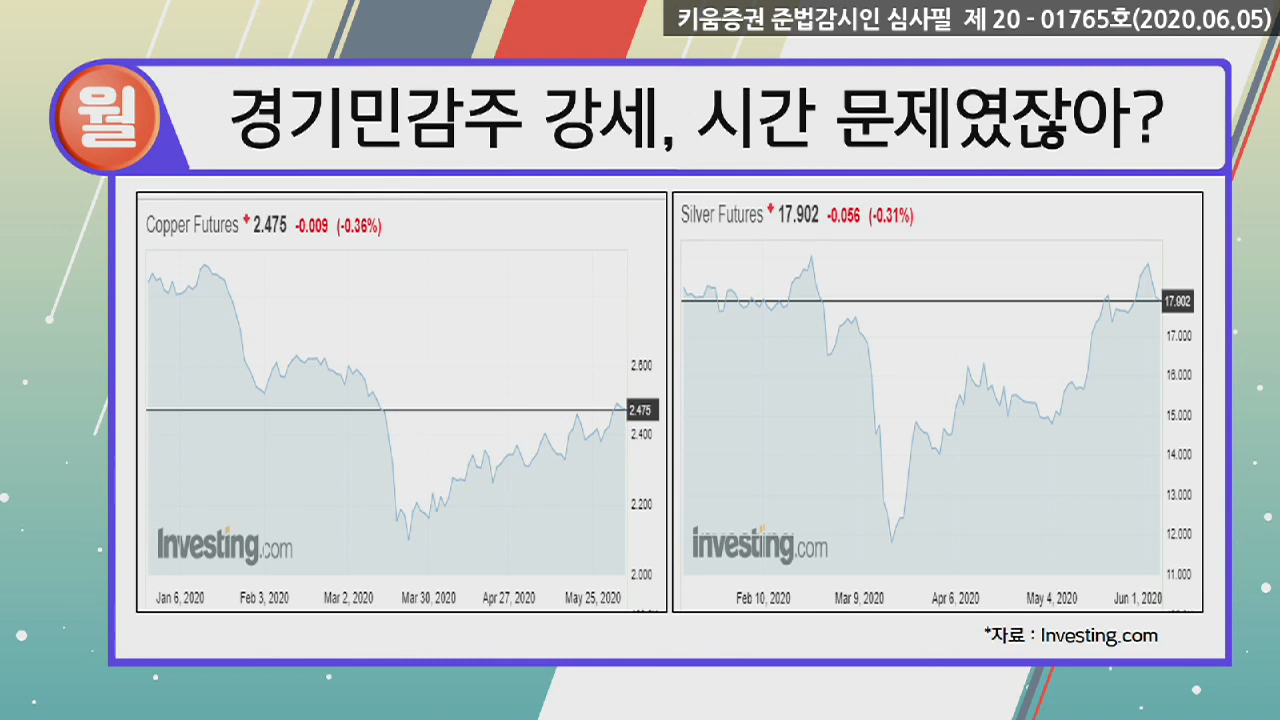 키움증권 준법감시인 심사필 제 20 - 01765호(2020.06.05)
월
경기민감주 강세, 시간 문제였잖아?
Copper Futures 2.475 -0.009 (-0.36%)
2.600
2.475
2.400
2.200
2.000
Investing.com
Jan 6, 2020 Feb 3, 2020 Mar 2, 2020 Mar 30, 2020 Apr 27, 2020 May 25, 2020
Silver Futures 17.902 -0.056 (-0.31%)
17.902
17.000
16.000
15.000
14.000
13.000
12.000
11.000
Investing.com
Feb 10, 2020 Mar 9, 2020 Apr 6, 2020 May 4, 2020 Jun 1, 2020
*자료 : Investing.com